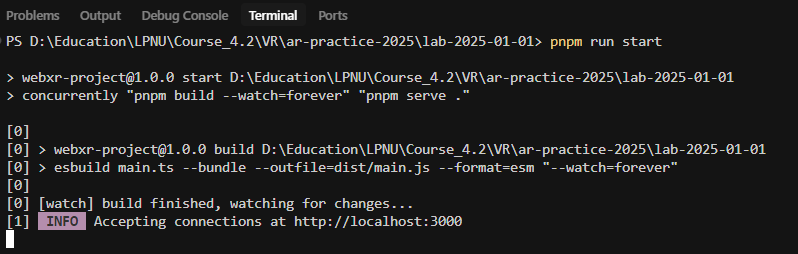 Problems Output Debug Console Terminal Ports
PS D:\Education\LPNU\Course_4.2\VR\ar-practice-2025\lab-2025-01-01> pnpm run start
> webxr-project@1.0.0 start D:\Education\LPNU\Course_4.2\VR\ar-practice-2025\lab-2025-01-01
> concurrently "pnpm build --watch=forever" "pnpm serve ."
[0]
[0] > webxr-project@1.0.0 build D:\Education\LPNU\Course_4.2\VR\ar-practice-2025\lab-2025-01-01
[0] > esbuild main.ts --bundle --outfile=dist/main.js --format=esm "--watch=forever"
[0]
[0] [watch] build finished, watching for changes...
[1] INFO Accepting connections at http://localhost:3000